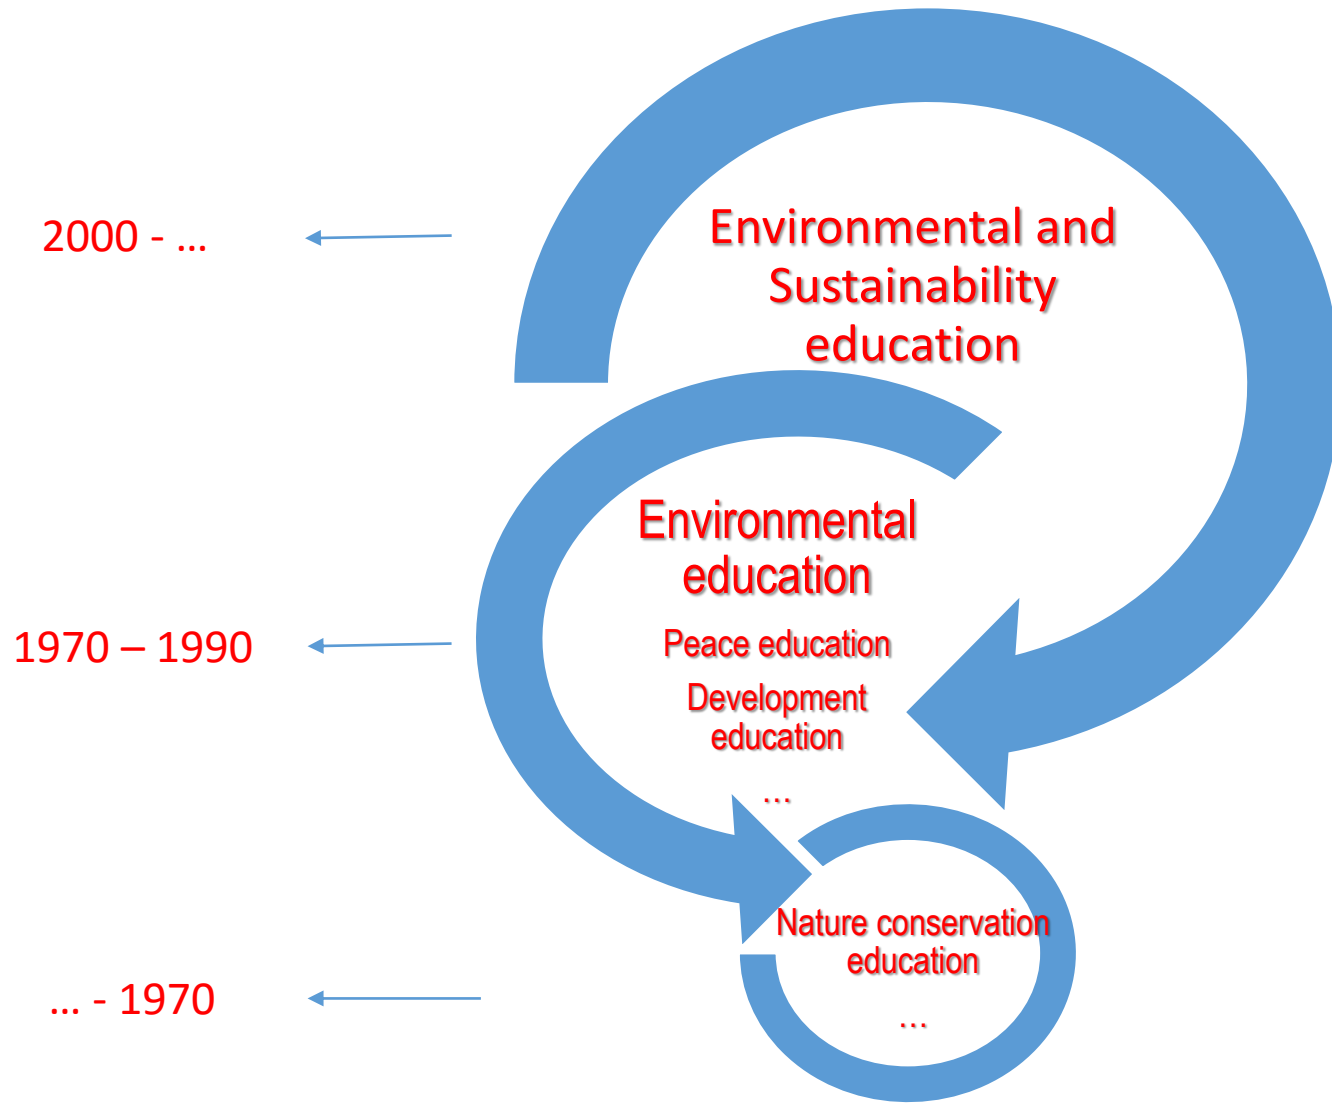 2000 - ...
Environmental and
Sustainability
education
1970 – 1990
Environmental
education
Peace education
Development
education
...
... - 1970
Nature conservation
education
...